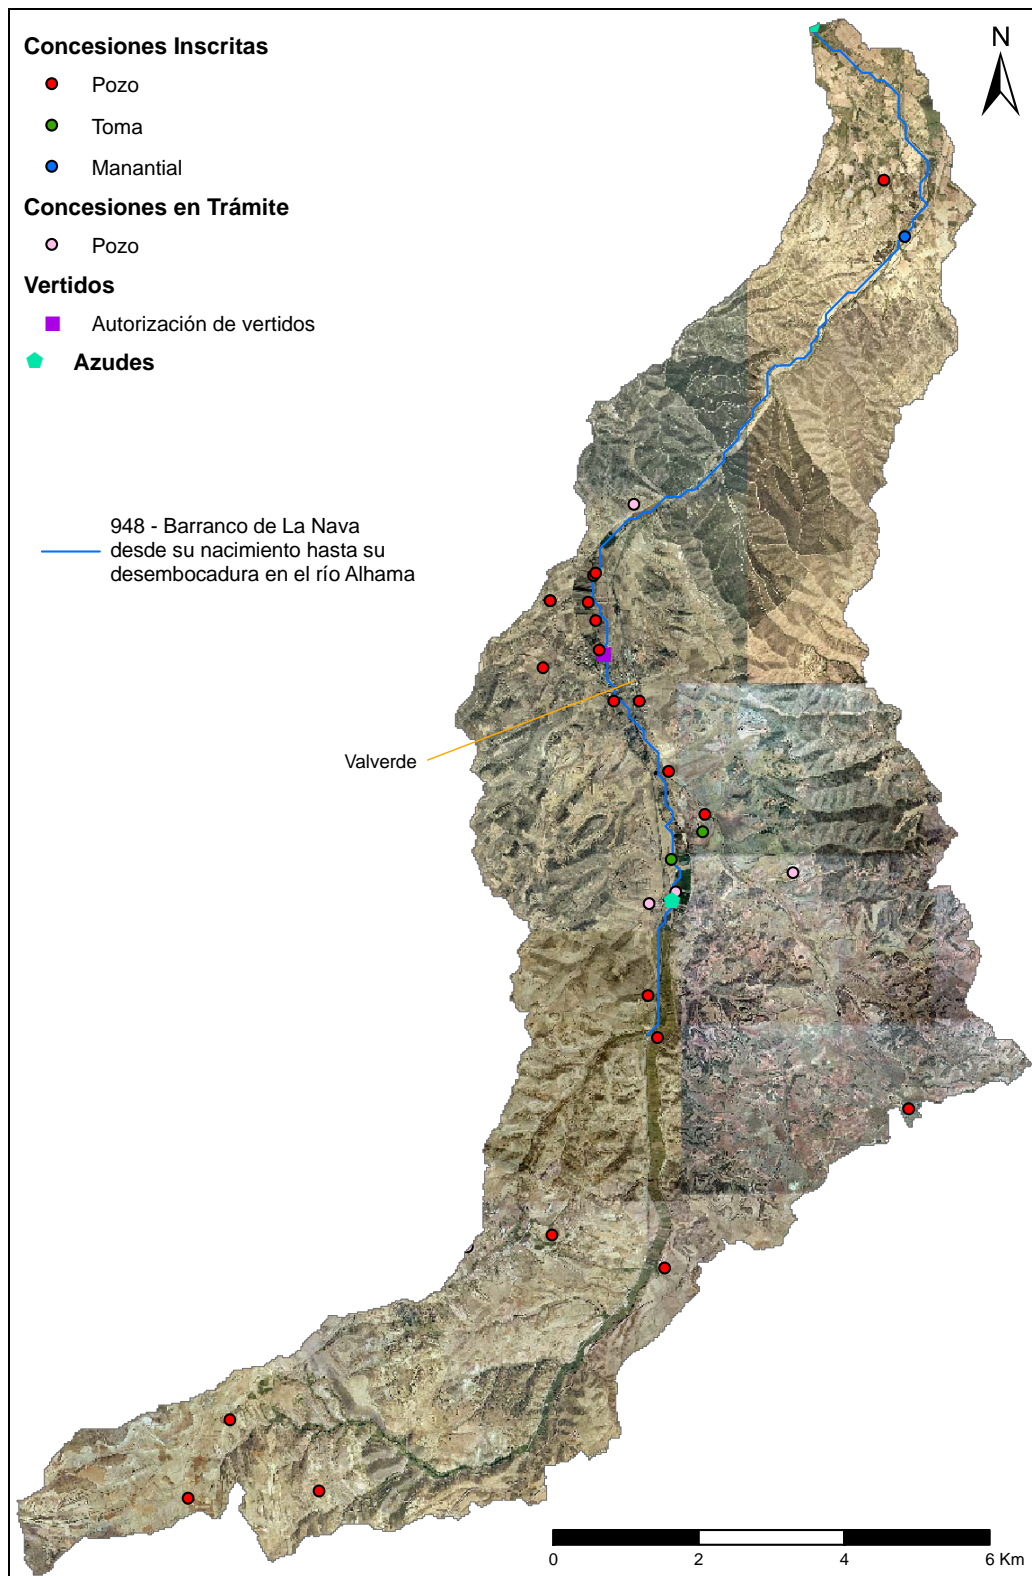 Concesiones Inscritas
Pozo
Toma
Manantial
Concesiones en Trámite
Pozo
Vertidos
Autorización de vertidos
Azudes
948 - Barranco de La Nava
desde su nacimiento hasta su
desembocadura en el río Alhama
N
Valverde
0 2 4 6 Km